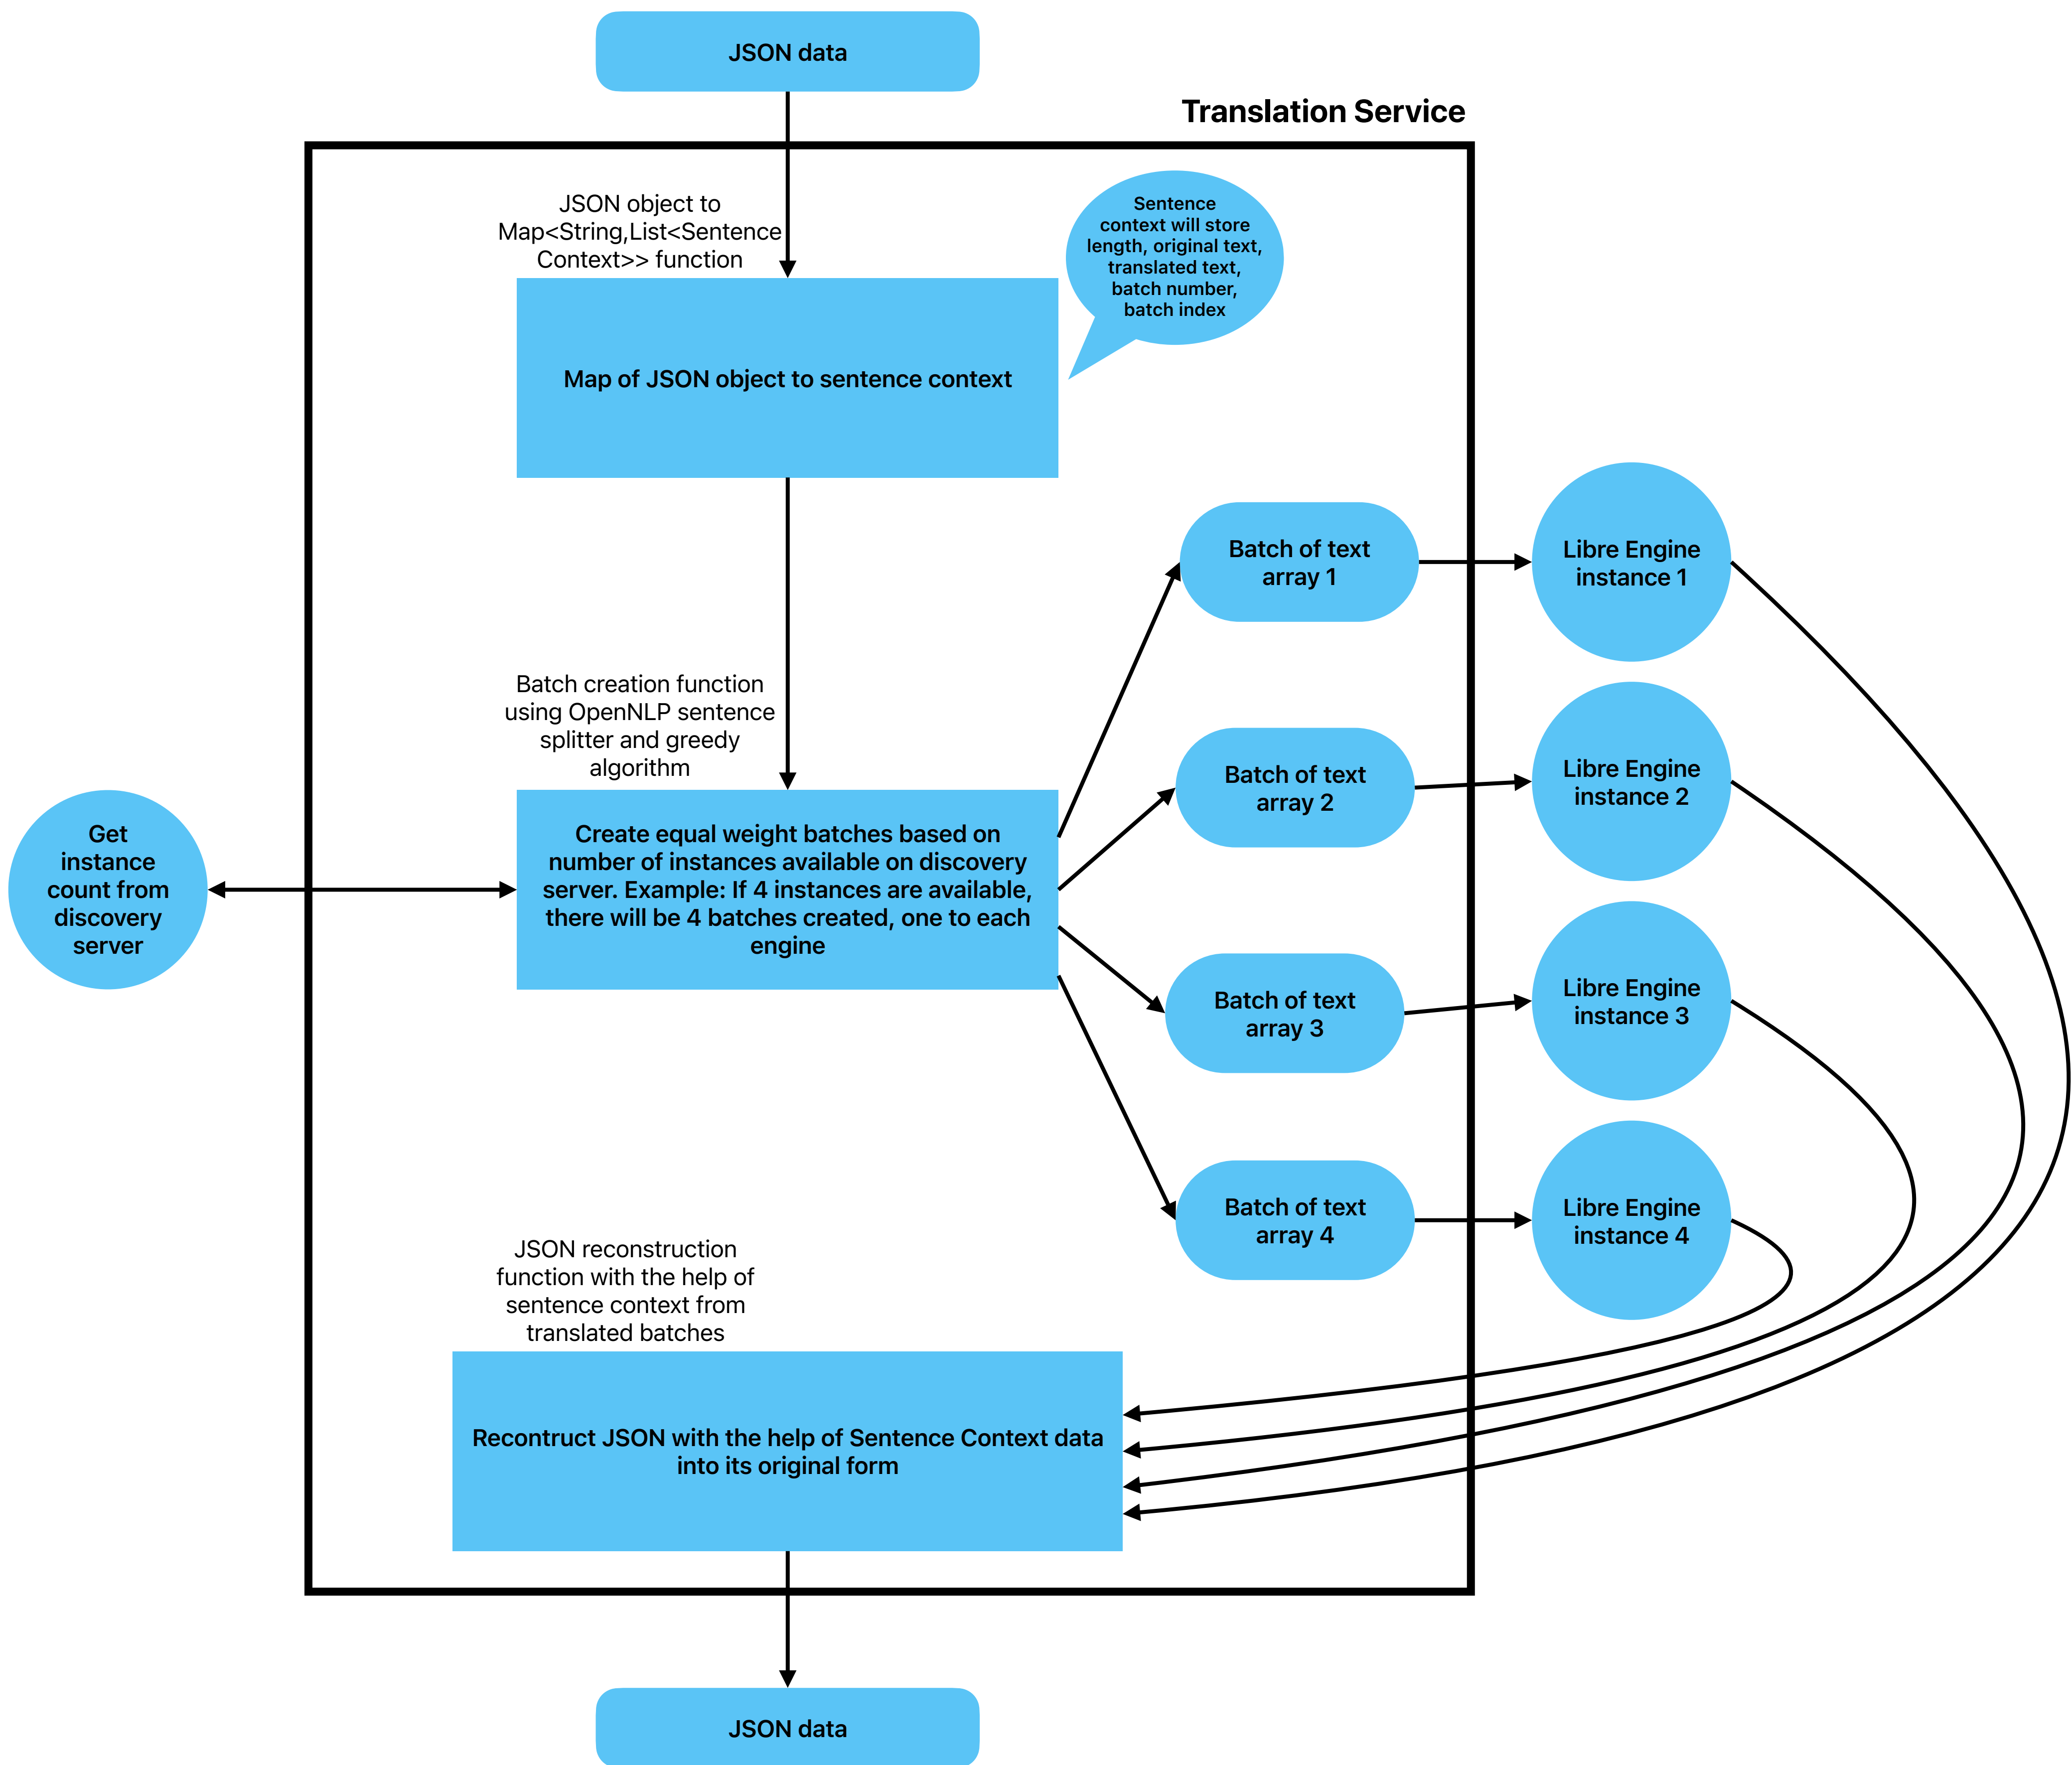 JSON data
Translation Service
JSON object to
Map<String,List<Sentence
Context>> function
Sentence
context will store
length, original text,
translated text,
batch number,
batch index
Map of JSON object to sentence context
Batch of text
array 1
Libre Engine
instance 1
Batch creation function
using OpenNLP sentence
splitter and greedy
algorithm
Batch of text
array 2
Libre Engine
instance 2
Get
instance
count from
discovery
server
Create equal weight batches based on
number of instances available on discovery
server. Example: If 4 instances are available,
there will be 4 batches created, one to each
engine
Batch of text
array 3
Libre Engine
instance 3
Batch of text
array 4
Libre Engine
instance 4
JSON reconstruction
function with the help of
sentence context from
translated batches
Recontruct JSON with the help of Sentence Context data
into its original form
JSON data